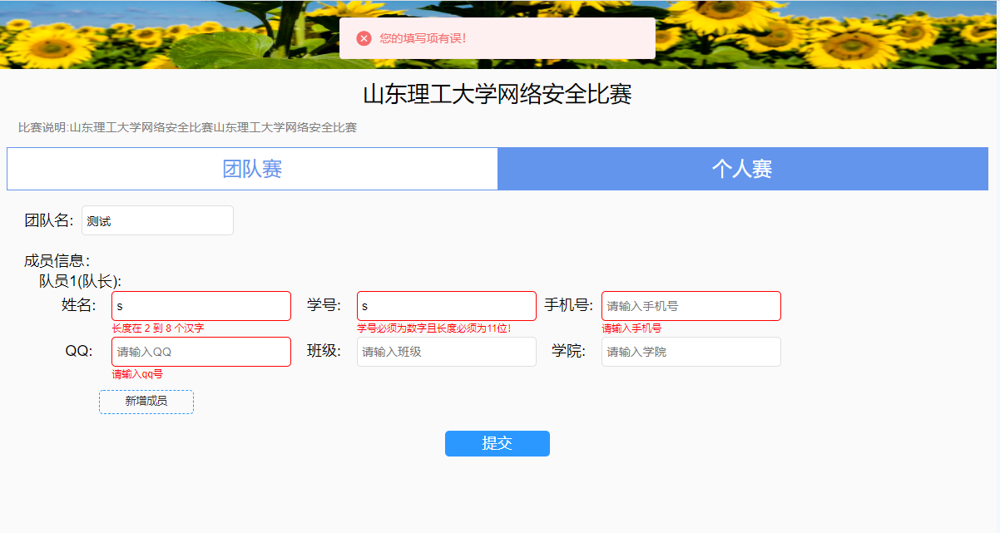 您的填写项有误!
山东理工大学网络安全比赛
比赛说明:山东理工大学网络安全比赛山东理工大学网络安全比赛
团队赛 个人赛
团队名: 测试
成员信息:
队员1(队长):
姓名: s 学号: s 手机号: 请输入手机号
长度在 2 到 8 个汉字 学号必须为数字且长度必须为11位! 请输入手机号
QQ: 请输入QQ 班级: 请输入班级 学院: 请输入学院
请输入qq号
新增成员
提交